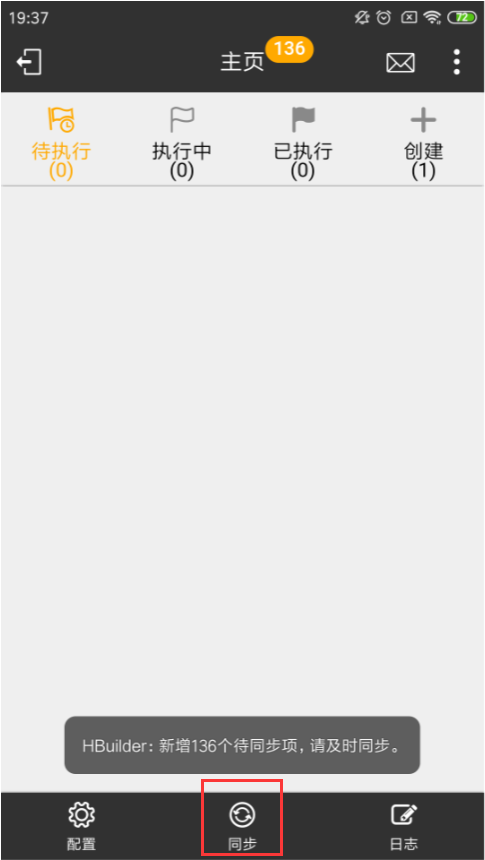 19:37
72
主页
136
待执行
(0)
执行中
(0)
已执行
(0)
创建
(1)
HBuilder: 新增136个待同步项, 请及时同步。
配置
同步
日志